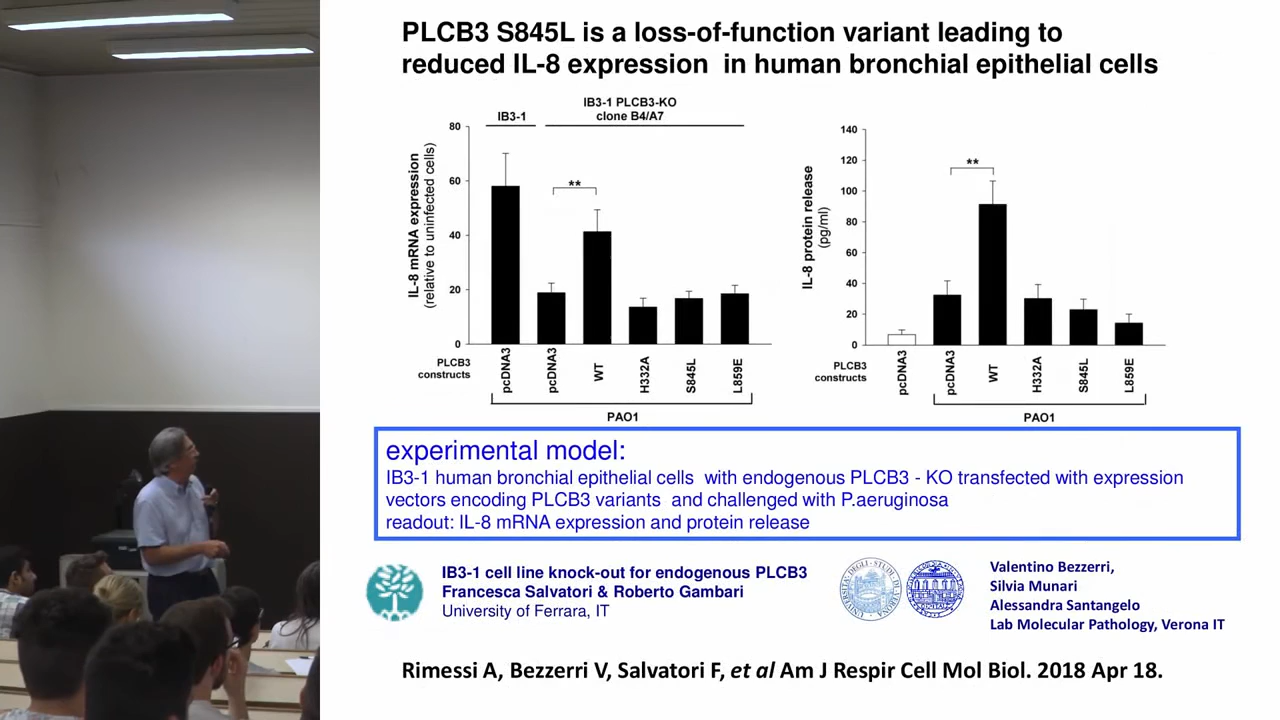 PLCB3 S845L is a loss-of-function variant leading to
reduced IL-8 expression in human bronchial epithelial cells
IB3-1
IB3-1 PLCB3-KO
clone B4/A7
IL-8 mRNA expression
(relative to uninfected cells)
80
60
40
20
0
**
PLCB3
constructs
pcDNA3
pcDNA3
WT
H332A
S845L
L859E
PAO1
IL-8 protein release
(pg/ml)
140
120
100
80
60
40
20
0
**
PLCB3
constructs
pcDNA3
pcDNA3
WT
H332A
S845L
L859E
PAO1
experimental model:
IB3-1 human bronchial epithelial cells with endogenous PLCB3 - KO transfected with expression
vectors encoding PLCB3 variants and challenged with P.aeruginosa
readout: IL-8 mRNA expression and protein release
IB3-1 cell line knock-out for endogenous PLCB3
Francesca Salvatori & Roberto Gambari
University of Ferrara, IT
Valentino Bezzerri,
Silvia Munari
Alessandra Santangelo
Lab Molecular Pathology, Verona IT
Rimessi A, Bezzerri V, Salvatori F, et al Am J Respir Cell Mol Biol. 2018 Apr 18.